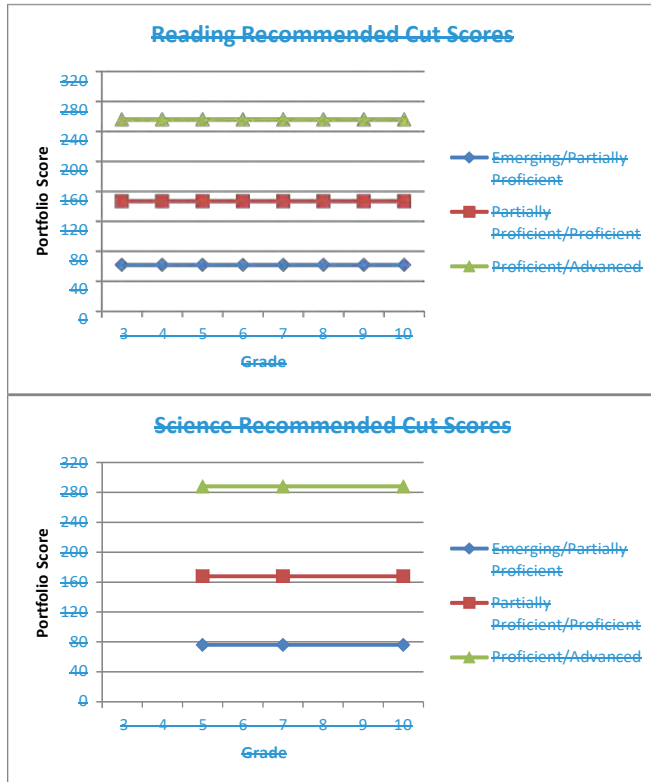 Reading Recommended Cut Scores
320
280
240
200
160
120
80
40
0
Portfolio Score
3 4 5 6 7 8 9 10
Grade
Emerging/Partially
Proficient
Partially
Proficient/Proficient
Proficient/Advanced
Science Recommended Cut Scores
320
280
240
200
160
120
80
40
0
Portfolio Score
3 4 5 7 10
Grade
Emerging/Partially
Proficient
Partially
Proficient/Proficient
Proficient/Advanced